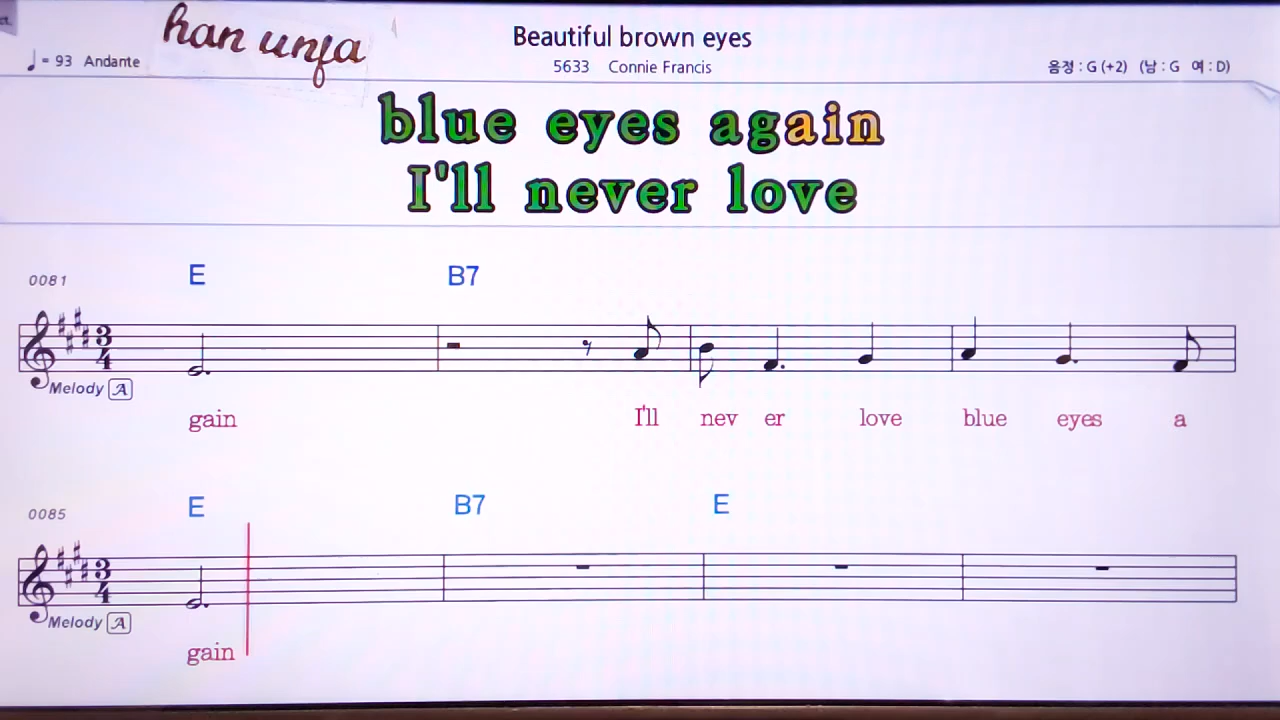 ct.
han unja
Beautiful brown eyes
♩ = 93 Andante
5633 Connie Francis
음정 : G (+2) (남 : G 여 : D)
blue eyes again
I'll never love
0081
E B7
3/4
Melody A
gain I'll nev er love blue eyes a
0085
E B7 E
3/4
Melody A
gain